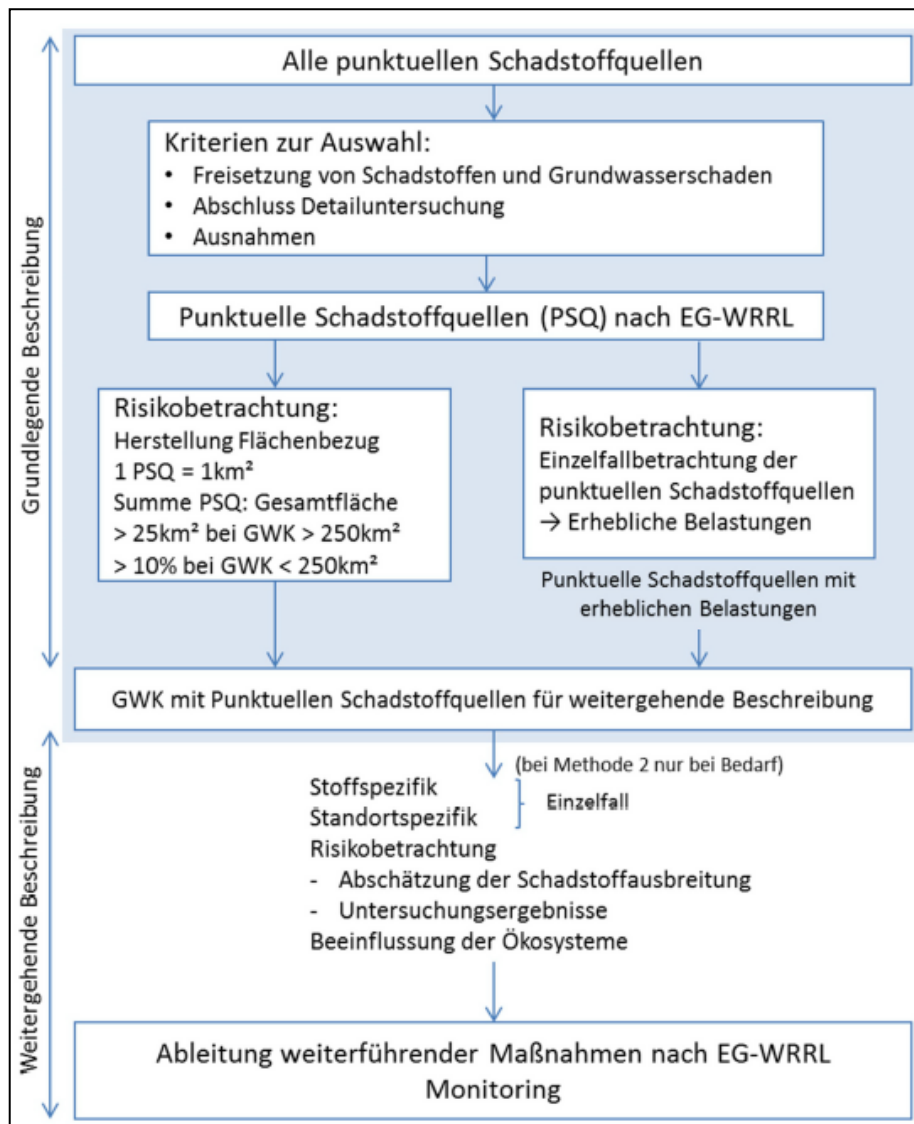 Grundlegende Beschreibung
Alle punktuellen Schadstoffquellen
Kriterien zur Auswahl:
• Freisetzung von Schadstoffen und Grundwasserschaden
• Abschluss Detailuntersuchung
• Ausnahmen
Punktuelle Schadstoffquellen (PSQ) nach EG-WRRL
Risikobetrachtung:
Herstellung Flächenbezug
1 PSQ = 1km²
Summe PSQ: Gesamtfläche
> 25km² bei GWK > 250km²
> 10% bei GWK < 250km²
Risikobetrachtung:
Einzelfallbetrachtung der
punktuellen Schadstoffquellen
→ Erhebliche Belastungen
Punktuelle Schadstoffquellen mit
erheblichen Belastungen
GWK mit Punktuellen Schadstoffquellen für weitergehende Beschreibung
Weitergehende Beschreibung
(bei Methode 2 nur bei Bedarf)
Stoffspezifik
Standortspezifik
Einzelfall
Risikobetrachtung
- Abschätzung der Schadstoffausbreitung
- Untersuchungsergebnisse
Beeinflussung der Ökosysteme
Ableitung weiterführender Maßnahmen nach EG-WRRL
Monitoring